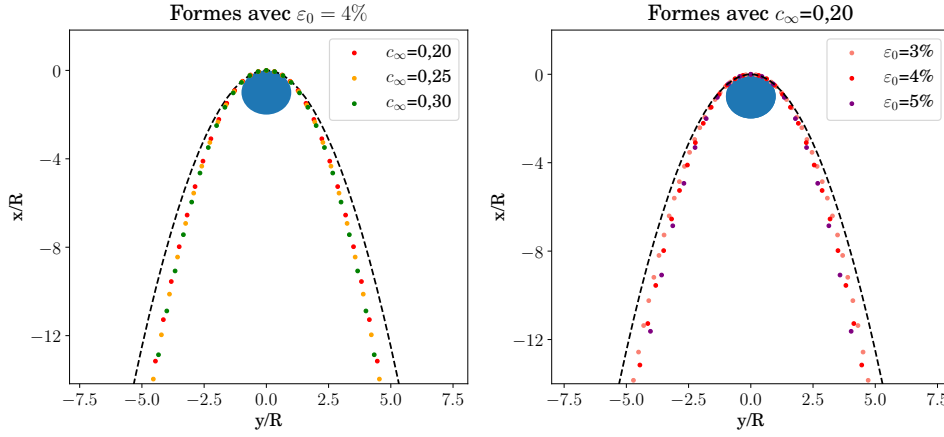 Formes avec ε₀ = 4%
c∞=0,20
c∞=0,25
c∞=0,30
x/R
0
−4
−8
−12
−7.5
−5.0
−2.5
0.0
2.5
5.0
7.5
y/R
Formes avec c∞=0,20
ε₀=3%
ε₀=4%
ε₀=5%
x/R
0
−4
−8
−12
−7.5
−5.0
−2.5
0.0
2.5
5.0
7.5
y/R